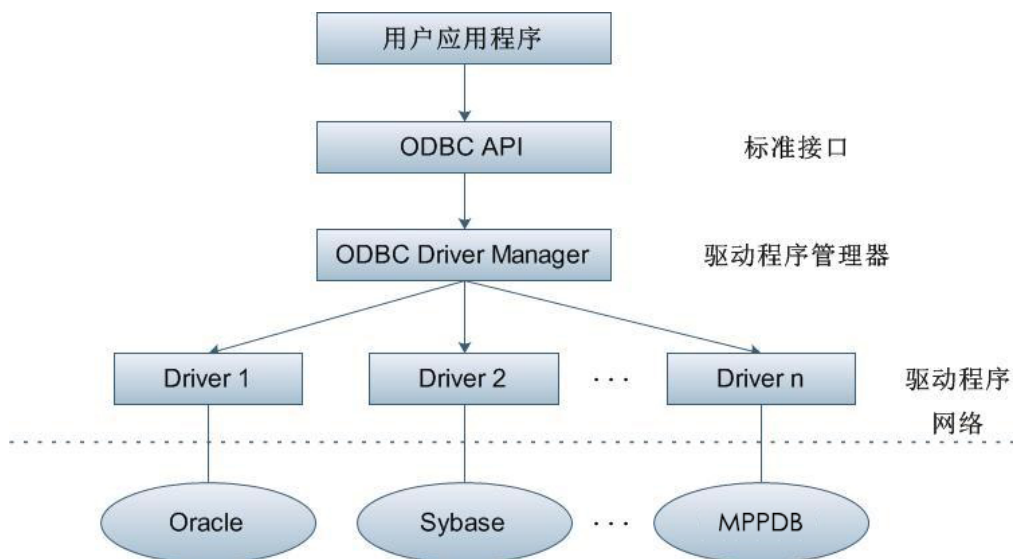 用户应用程序
ODBC API
标准接口
ODBC Driver Manager
驱动程序管理器
Driver 1
Driver 2
···
Driver n
驱动程序
网络
Oracle
Sybase
···
MPPDB